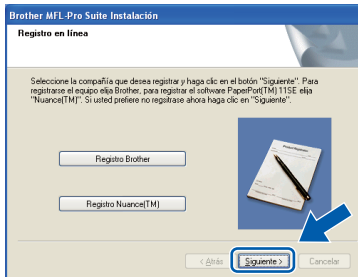 Brother MFL-Pro Suite Instalación
Registro en línea
Seleccione la compañía que desea registrar y haga clic en el botón "Siguiente". Para
registrarse el equipo elija Brother, para registrar el software PaperPort(TM) 11SE elija
"Nuance(TM)". Si usted prefiere no regsitrase ahora haga clic en "Siguiente".
Registro Brother
Registro Nuance(TM)
< Atrás
Siguiente >
Cancelar